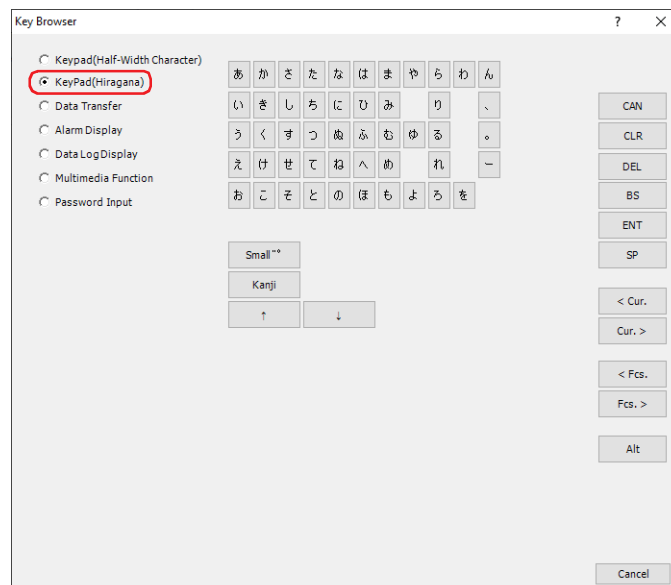 Key Browser ? ×
Keypad(Half-Width Character)
KeyPad(Hiragana)
Data Transfer
Alarm Display
Data Log Display
Multimedia Function
Password Input
あ か さ た な は ま や ら わ ん
い き し ち に ひ み り 、
う く す つ ぬ ふ む ゆ る 。
え け せ て ね へ め れ ー
お こ そ と の ほ も よ ろ を
Small ゛゜
Kanji
↑ ↓
CAN
CLR
DEL
BS
ENT
SP
< Cur.
Cur. >
< Fcs.
Fcs. >
Alt
Cancel